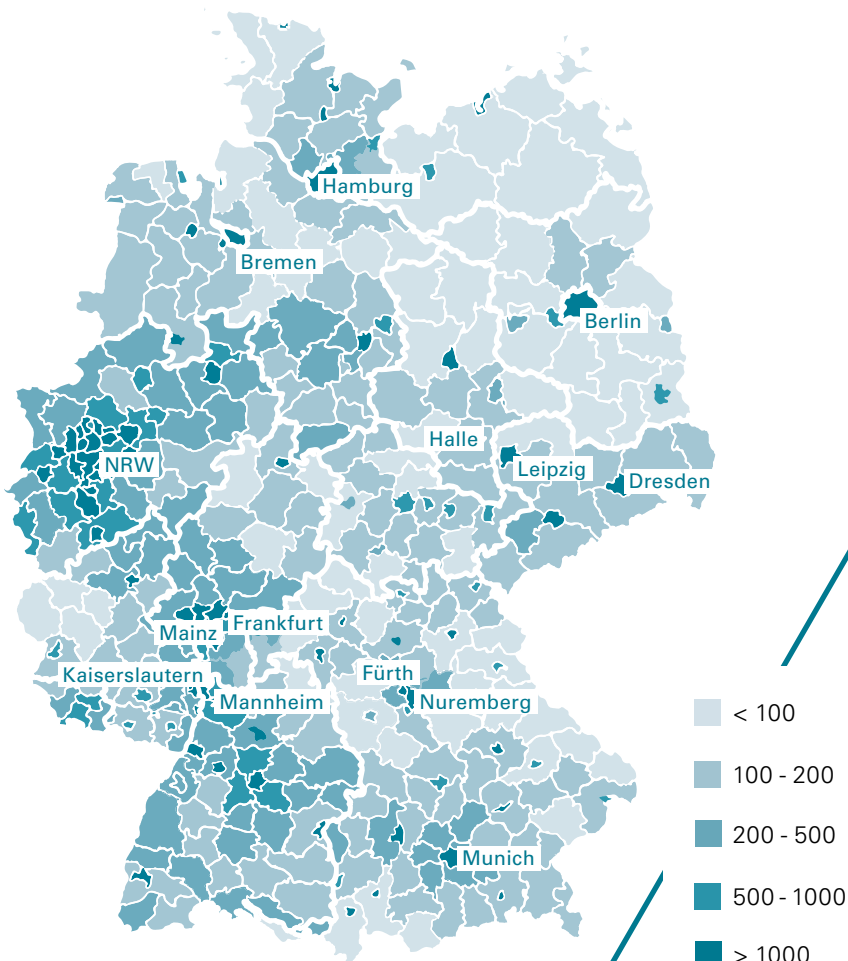 Hamburg
Bremen
Berlin
Halle
NRW
Leipzig
Dresden
Mainz
Frankfurt
Kaiserslautern
Fürth
Mannheim
Nuremberg
Munich
< 100
100 - 200
200 - 500
500 - 1000
> 1000